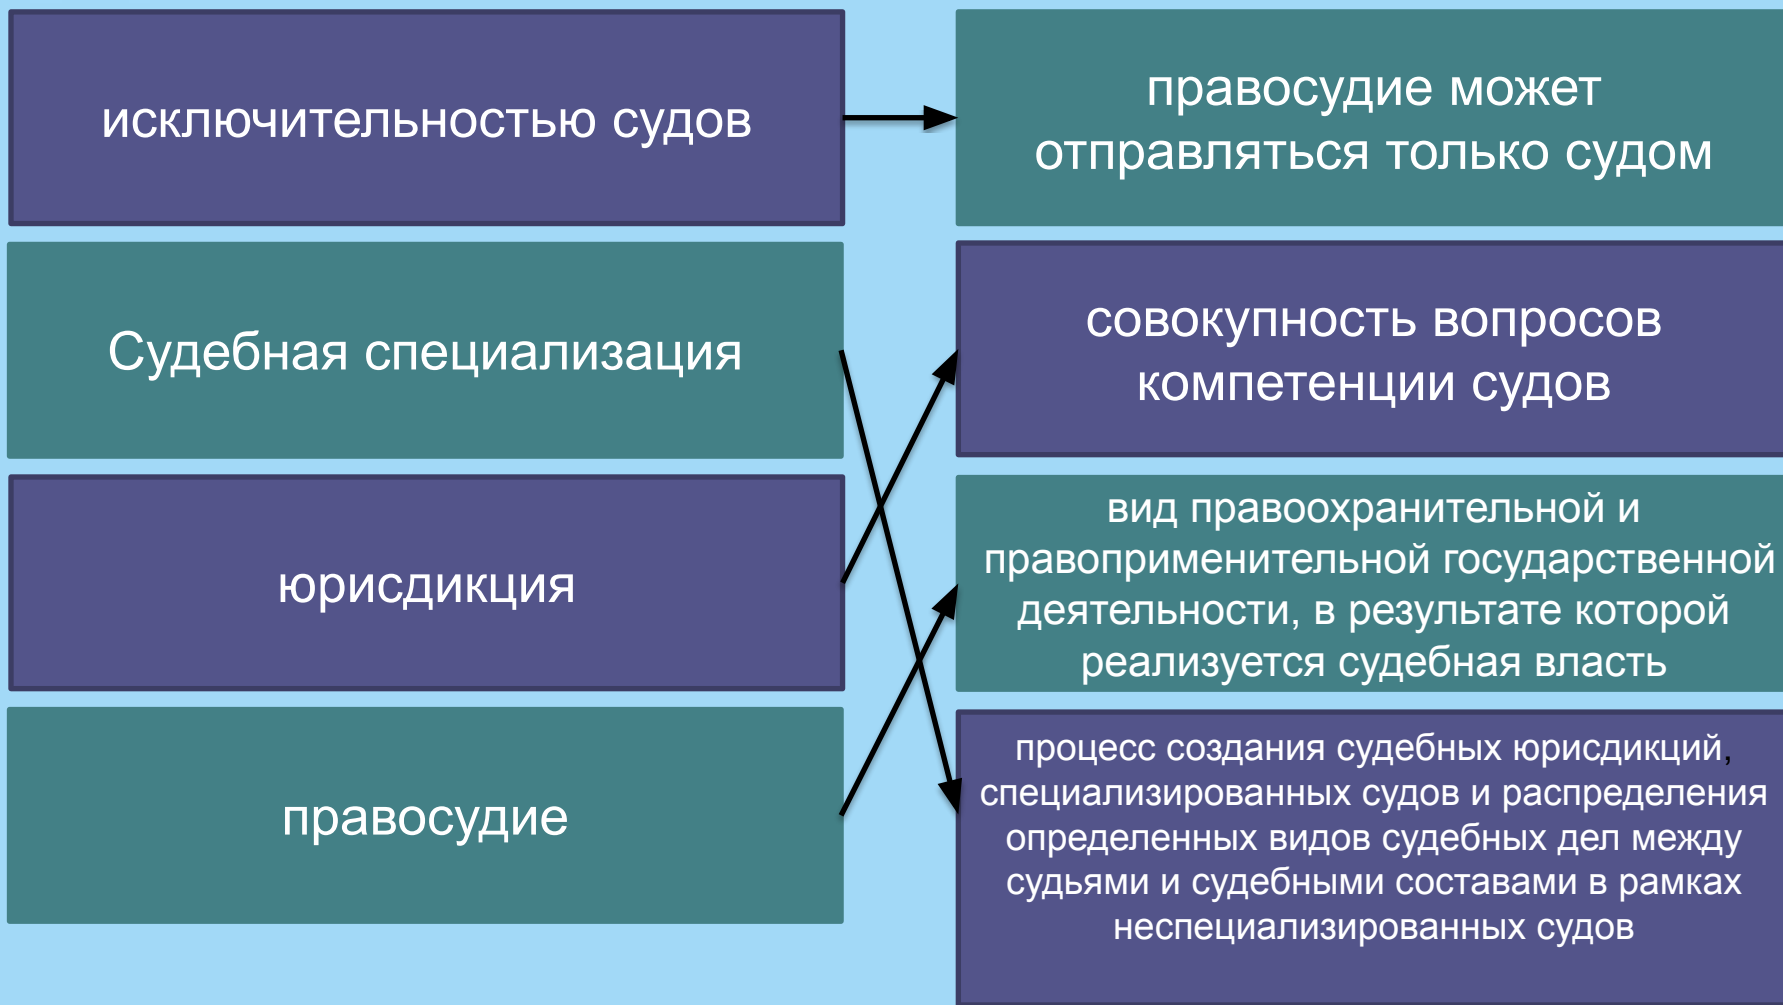 исключительностью судов
правосудие может
отправляться только судом
Судебная специализация
совокупность вопросов
компетенции судов
юрисдикция
вид правоохранительной и
правоприменительной государственной
деятельности, в результате которой
реализуется судебная власть
правосудие
процесс создания судебных юрисдикций,
специализированных судов и распределения
определенных видов судебных дел между
судьями и судебными составами в рамках
неспециализированных судов